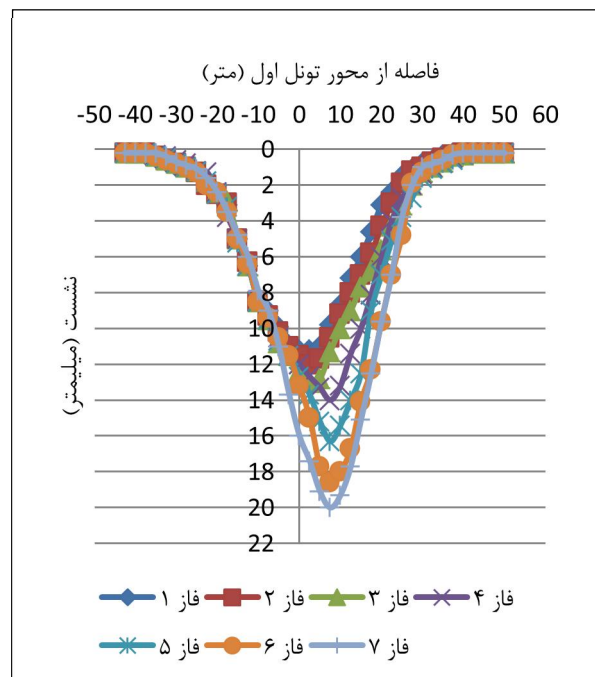 فاصله از محور تونل اول (متر)
-50 -40 -30 -20 -10 0 10 20 30 40 50 60
0
2
4
6
8
10
12
14
16
18
20
22
نشست (میلیمتر)
فاز ۱ فاز ۲ فاز ۳ فاز ۴
فاز ۵ فاز ۶ فاز ۷